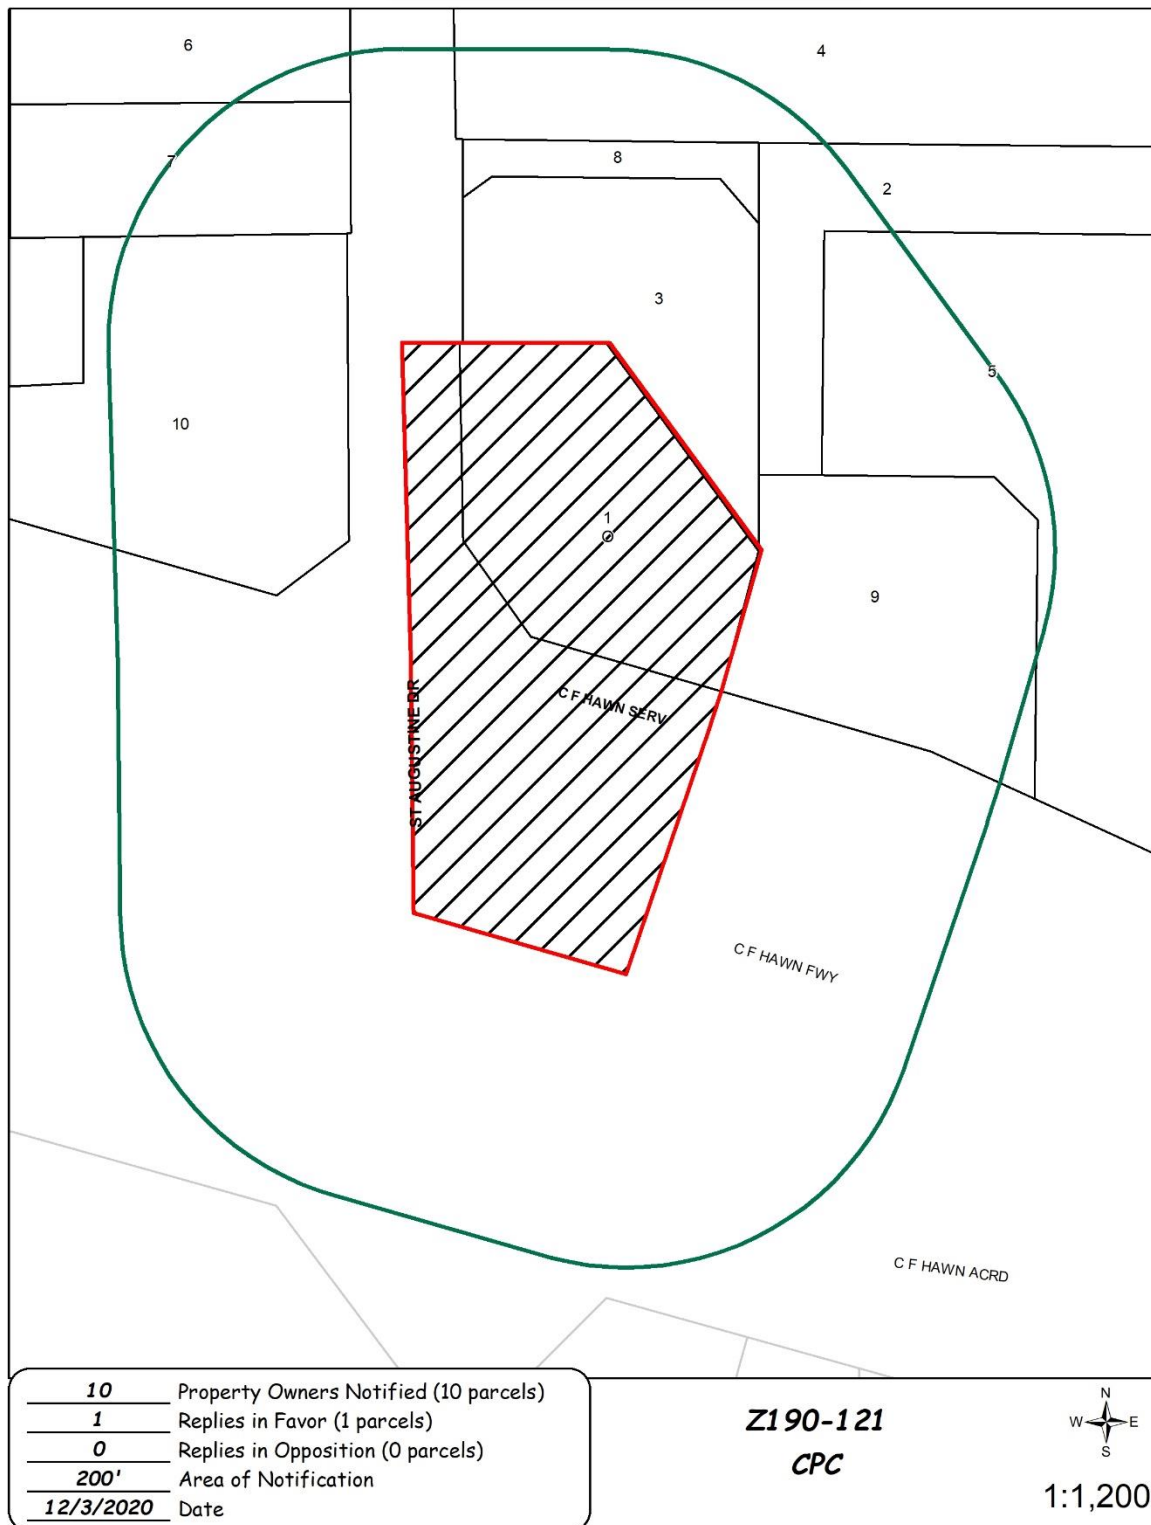 6
4
7
8
2
3
5
10
1
9
C F HAWN SERV
ST AUGUSTINE DR
C F HAWN FWY
C F HAWN ACRD
10 Property Owners Notified (10 parcels)
1 Replies in Favor (1 parcels)
0 Replies in Opposition (0 parcels)
200' Area of Notification
12/3/2020 Date
Z190-121
CPC
N
W E
S
1:1,200